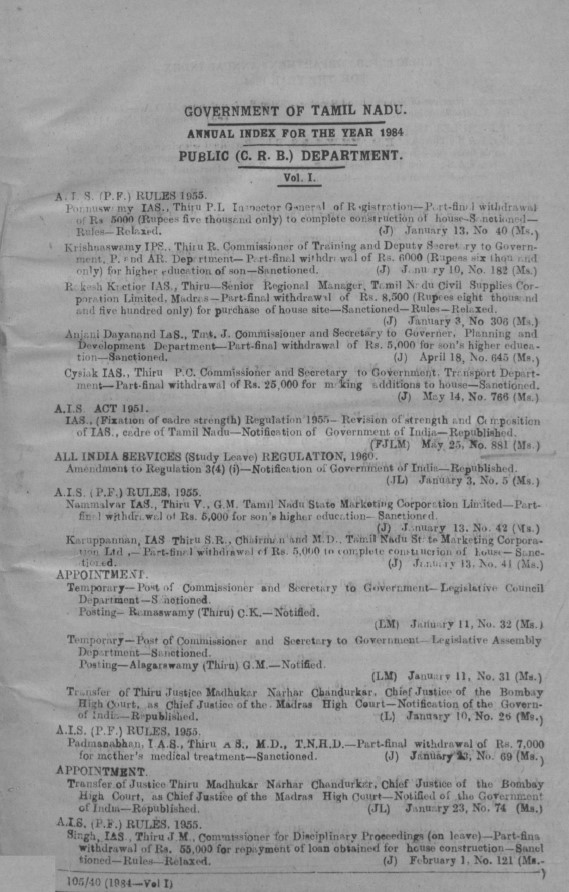 GOVERNMENT OF TAMIL NADU.
ANNUAL INDEX FOR THE YEAR 1984
PUBLIC (C. R. B.) DEPARTMENT.
Vol. I.
A. I. S. (P.F.) RULES 1955.
IAS., Thiru P.L Inspector General of Registration—Part-final withdrawal
of Rs 5000 (Rupees five thousand only) to complete construction of house—Sanctioned—
Rules—Relaxed. (J) January 13, No 40 (Ms.)
Krishnaswamy IPS., Thiru R. Commissioner of Training and Deputy Secretary to Govern-
ment, P. and AR. Department—Part-final withdrawal of Rs. 6000 (Rupees six thousand
only) for higher education of son—Sanctioned. (J) January 10, No. 182 (Ms.)
IAS, Thiru—Senior Regional Manager, Tamil Nadu Civil Supplies Cor-
poration Limited, Madras—Part-final withdrawal of Rs. 8,500 (Rupees eight thousand
and five hundred only) for purchase of house site—Sanctioned—Rules—Relaxed.
(J) January 3, No 306 (Ms.)
Anjani Dayanand IAS., Tmt. J. Commissioner and Secretary to Governer, Planning and
Development Department—Part-final withdrawal of Rs. 5,000 for son's higher educa-
tion—Sanctioned. (J) April 18, No. 645 (Ms.)
Cysiak IAS., Thiru P.C. Commissioner and Secretary to Government, Transport Depart-
ment—Part-final withdrawal of Rs. 25,000 for making additions to house—Sanctioned.
(J) May 14, No. 766 (Ms.)
A.I.S. ACT 1951.
IAS., (Fixation of cadre strength) Regulation 1955—Revision of strength and Composition
of IAS., cadre of Tamil Nadu—Notification of Government of India—Republished.
(FJLM) May 25, No. 881 (Ms.)
ALL INDIA SERVICES (Study Leave) REGULATION, 1960.
Amendment to Regulation 3(4) (i)—Notification of Government of India—Republished.
(JL) January 3, No. 5 (Ms.)
A.I.S. (P.F.) RULES, 1955.
Nammalvar IAS., Thiru V., G.M. Tamil Nadu State Marketing Corporation Limited—Part-
final withdrawal of Rs. 5,000 for son's higher education—Sanctioned.
(J) January 13. No. 42 (Ms.)
Karuppannan, IAS Thiru S.R., Chairman and M.D., Tamil Nadu State Marketing Corpora-
tion Ltd.,—Part-final withdrawal of Rs. 5,000 to complete construction of house—Sanc-
tioned. (J) January 13, No. 41 (Ms.)
APPOINTMENT.
Temporary—Post of Commissioner and Secretary to Government—Legislative Council
Department—Sanctioned.
Posting—Ramaswamy (Thiru) C.K.—Notified.
(LM) January 11, No. 32 (Ms.)
Temporary—Post of Commissioner and Secretary to Government—Legislative Assembly
Department—Sanctioned.
Posting—Alagarswamy (Thiru) G.M.—Notified.
(LM) January 11, No. 31 (Ms.)
Transfer of Thiru Justice Madhukar Narhar Chandurkar, Chief Justice of the Bombay
High Court, as Chief Justice of the Madras High Court—Notification of the Govern-
of India—Republished. (L) January 10, No. 26 (Ms.)
A.I.S. (P.F.) RULES, 1955.
Padmanabhan, I A.S., Thiru A S., M.D., T.N.H.D.—Part-final withdrawal of Rs. 7,000
for mother's medical treatment—Sanctioned. (J) January 23, No. 69 (Ms.)
APPOINTMENT.
Transfer of Justice Thiru Madhukar Narhar Chandurker, Chief Justice of the Bombay
High Court, as Chief Justice of the Madras High Court—Notified of the Government
of India—Republished. (JL) January 23, No. 74 (Ms.)
A.I.S. (P.F.) RULES, 1955.
Singh, IAS., Thiru J.M., Commissioner for Disciplinary Proceedings (on leave)—Part-fina
withdrawal of Rs. 55,000 for repayment of loan obtained for house construction—Sancl
tioned—Rules—Relaxed. (J) February 1, No. 121 (Ms.-
)
105/40 (1984—Vol I)